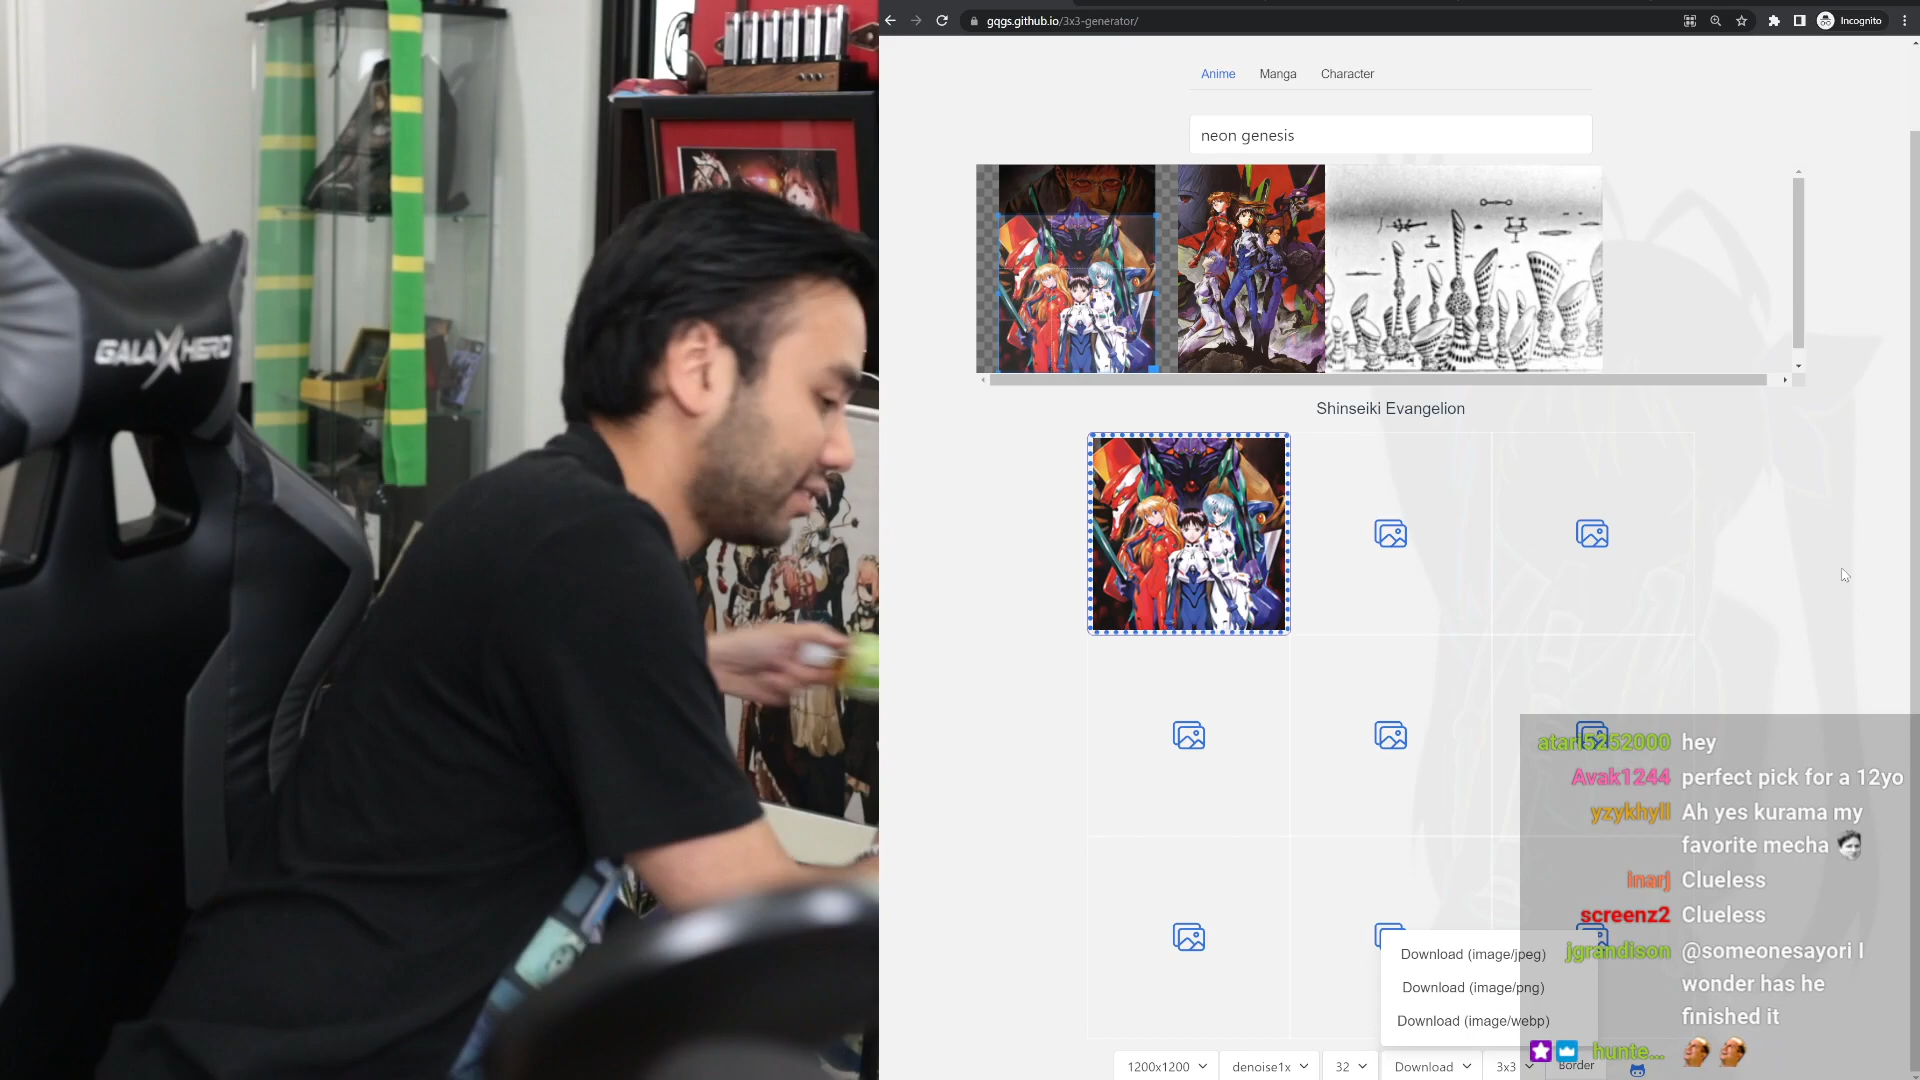 GALAXHERO
gqgs.github.io/3x3-generator/
Incognito
Anime
Manga
Character
neon genesis
Shinseiki Evangelion
atari5252000 hey
Avak1244 perfect pick for a 12yo
yzykhyll Ah yes kurama my
favorite mecha
Inarj Clueless
screenz2 Clueless
jgrandison @someonesayori I
wonder has he
finished it
hunte...
Download (image/jpeg)
Download (image/png)
Download (image/webp)
1200x1200
denoise1x
32
Download
3x3
Border